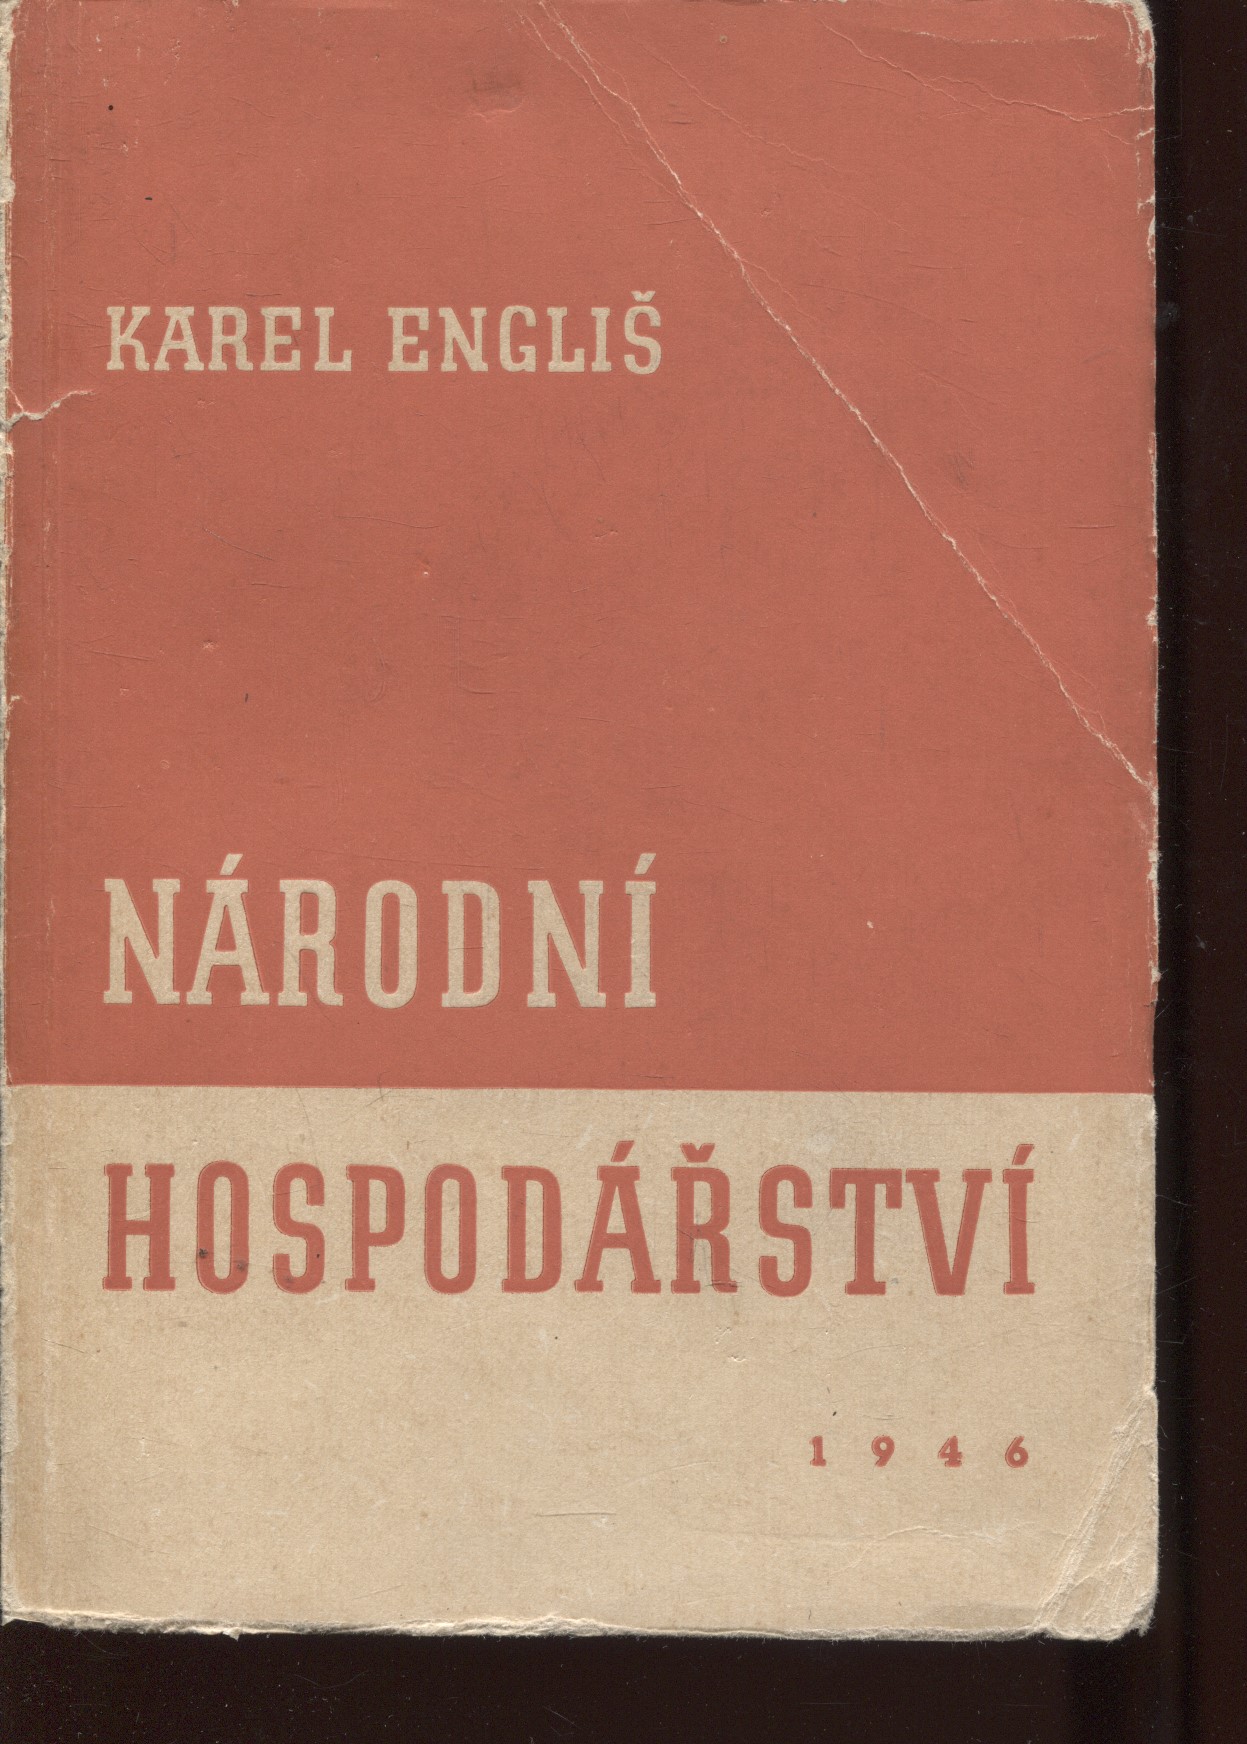 KAREL ENGLIŠ
NÁRODNÍ
HOSPODÁŘSTVÍ
1946